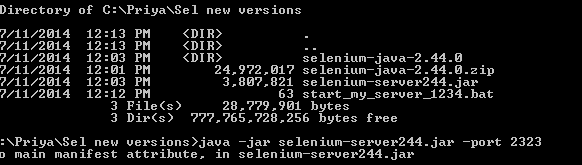 Directory of C:\Priya\Sel new versions
7/11/2014 12:13 PM <DIR> .
7/11/2014 12:13 PM <DIR> ..
7/11/2014 12:03 PM <DIR> selenium-java-2.44.0
7/11/2014 12:01 PM 24,972,017 selenium-java-2.44.0.zip
7/11/2014 12:03 PM 3,807,821 selenium-server244.jar
7/11/2014 12:12 PM 63 start_my_server_1234.bat
3 File(s) 28,779,901 bytes
3 Dir(s) 777,765,728,256 bytes free
:\Priya\Sel new versions>java -jar selenium-server244.jar -port 2323
o main manifest attribute, in selenium-server244.jar